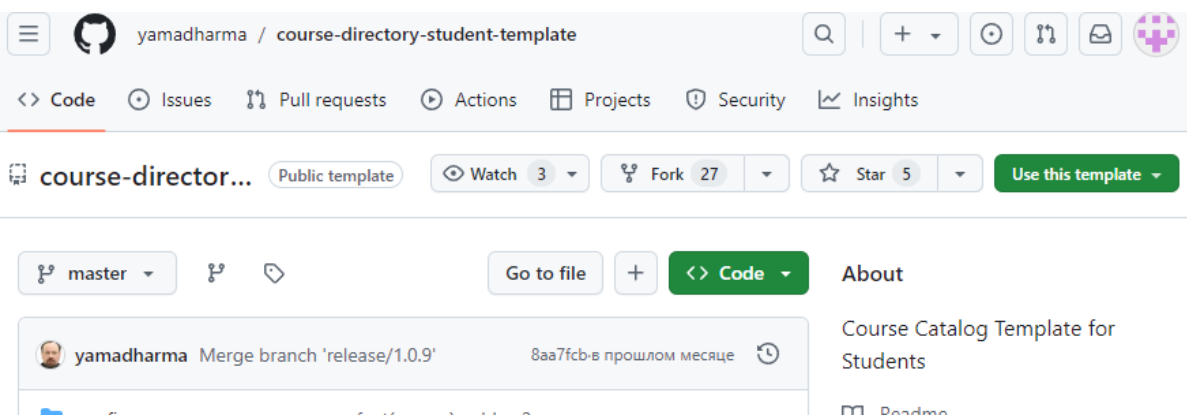 yamadharma / course-directory-student-template
Code Issues Pull requests Actions Projects Security Insights
course-director... Public template Watch 3 Fork 27 Star 5 Use this template
master Go to file + Code About
Course Catalog Template for
Students
yamadharma Merge branch 'release/1.0.9' 8aa7fcb·в прошлом месяце
Readme